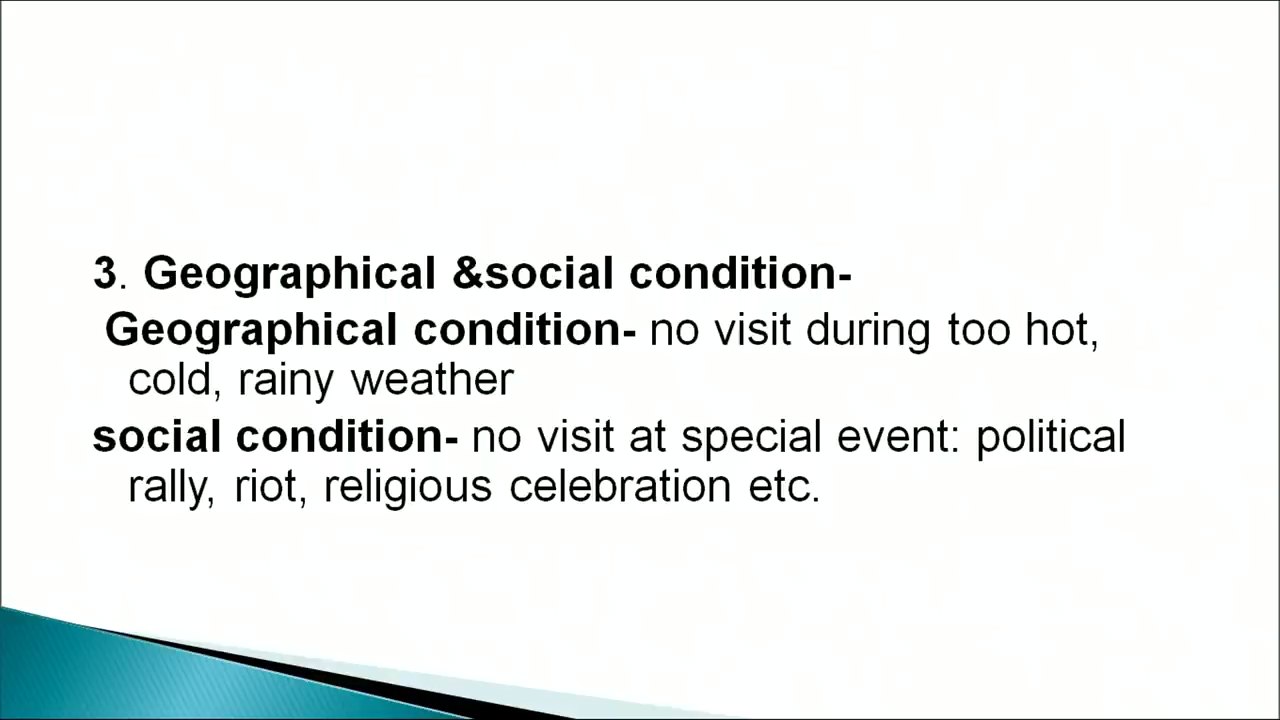 3. Geographical &social condition-
Geographical condition- no visit during too hot,
cold, rainy weather
social condition- no visit at special event: political
rally, riot, religious celebration etc.